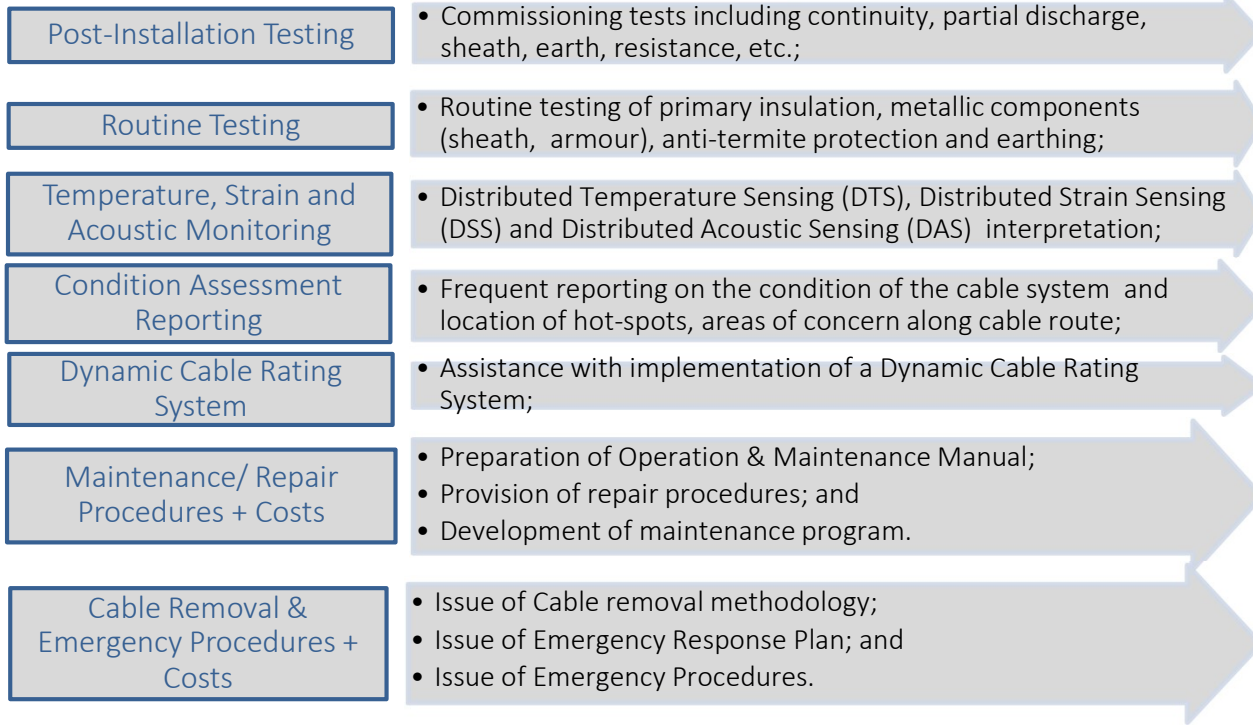 Post-Installation Testing
• Commissioning tests including continuity, partial discharge,
sheath, earth, resistance, etc.;
Routine Testing
• Routine testing of primary insulation, metallic components
(sheath, armour), anti-termite protection and earthing;
Temperature, Strain and
Acoustic Monitoring
• Distributed Temperature Sensing (DTS), Distributed Strain Sensing
(DSS) and Distributed Acoustic Sensing (DAS) interpretation;
Condition Assessment
Reporting
• Frequent reporting on the condition of the cable system and
location of hot-spots, areas of concern along cable route;
Dynamic Cable Rating
System
• Assistance with implementation of a Dynamic Cable Rating
System;
Maintenance/ Repair
Procedures + Costs
• Preparation of Operation & Maintenance Manual;
• Provision of repair procedures; and
• Development of maintenance program.
Cable Removal &
Emergency Procedures +
Costs
• Issue of Cable removal methodology;
• Issue of Emergency Response Plan; and
• Issue of Emergency Procedures.